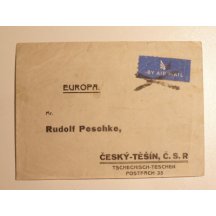 BY AIR MAIL
EUROPA.
Mr.
Rudolf Peschke,
ČESKÝ-TĚŠÍN, Č. S. R
TSCHECHISCH-TESCHEN
POSTFACH 35